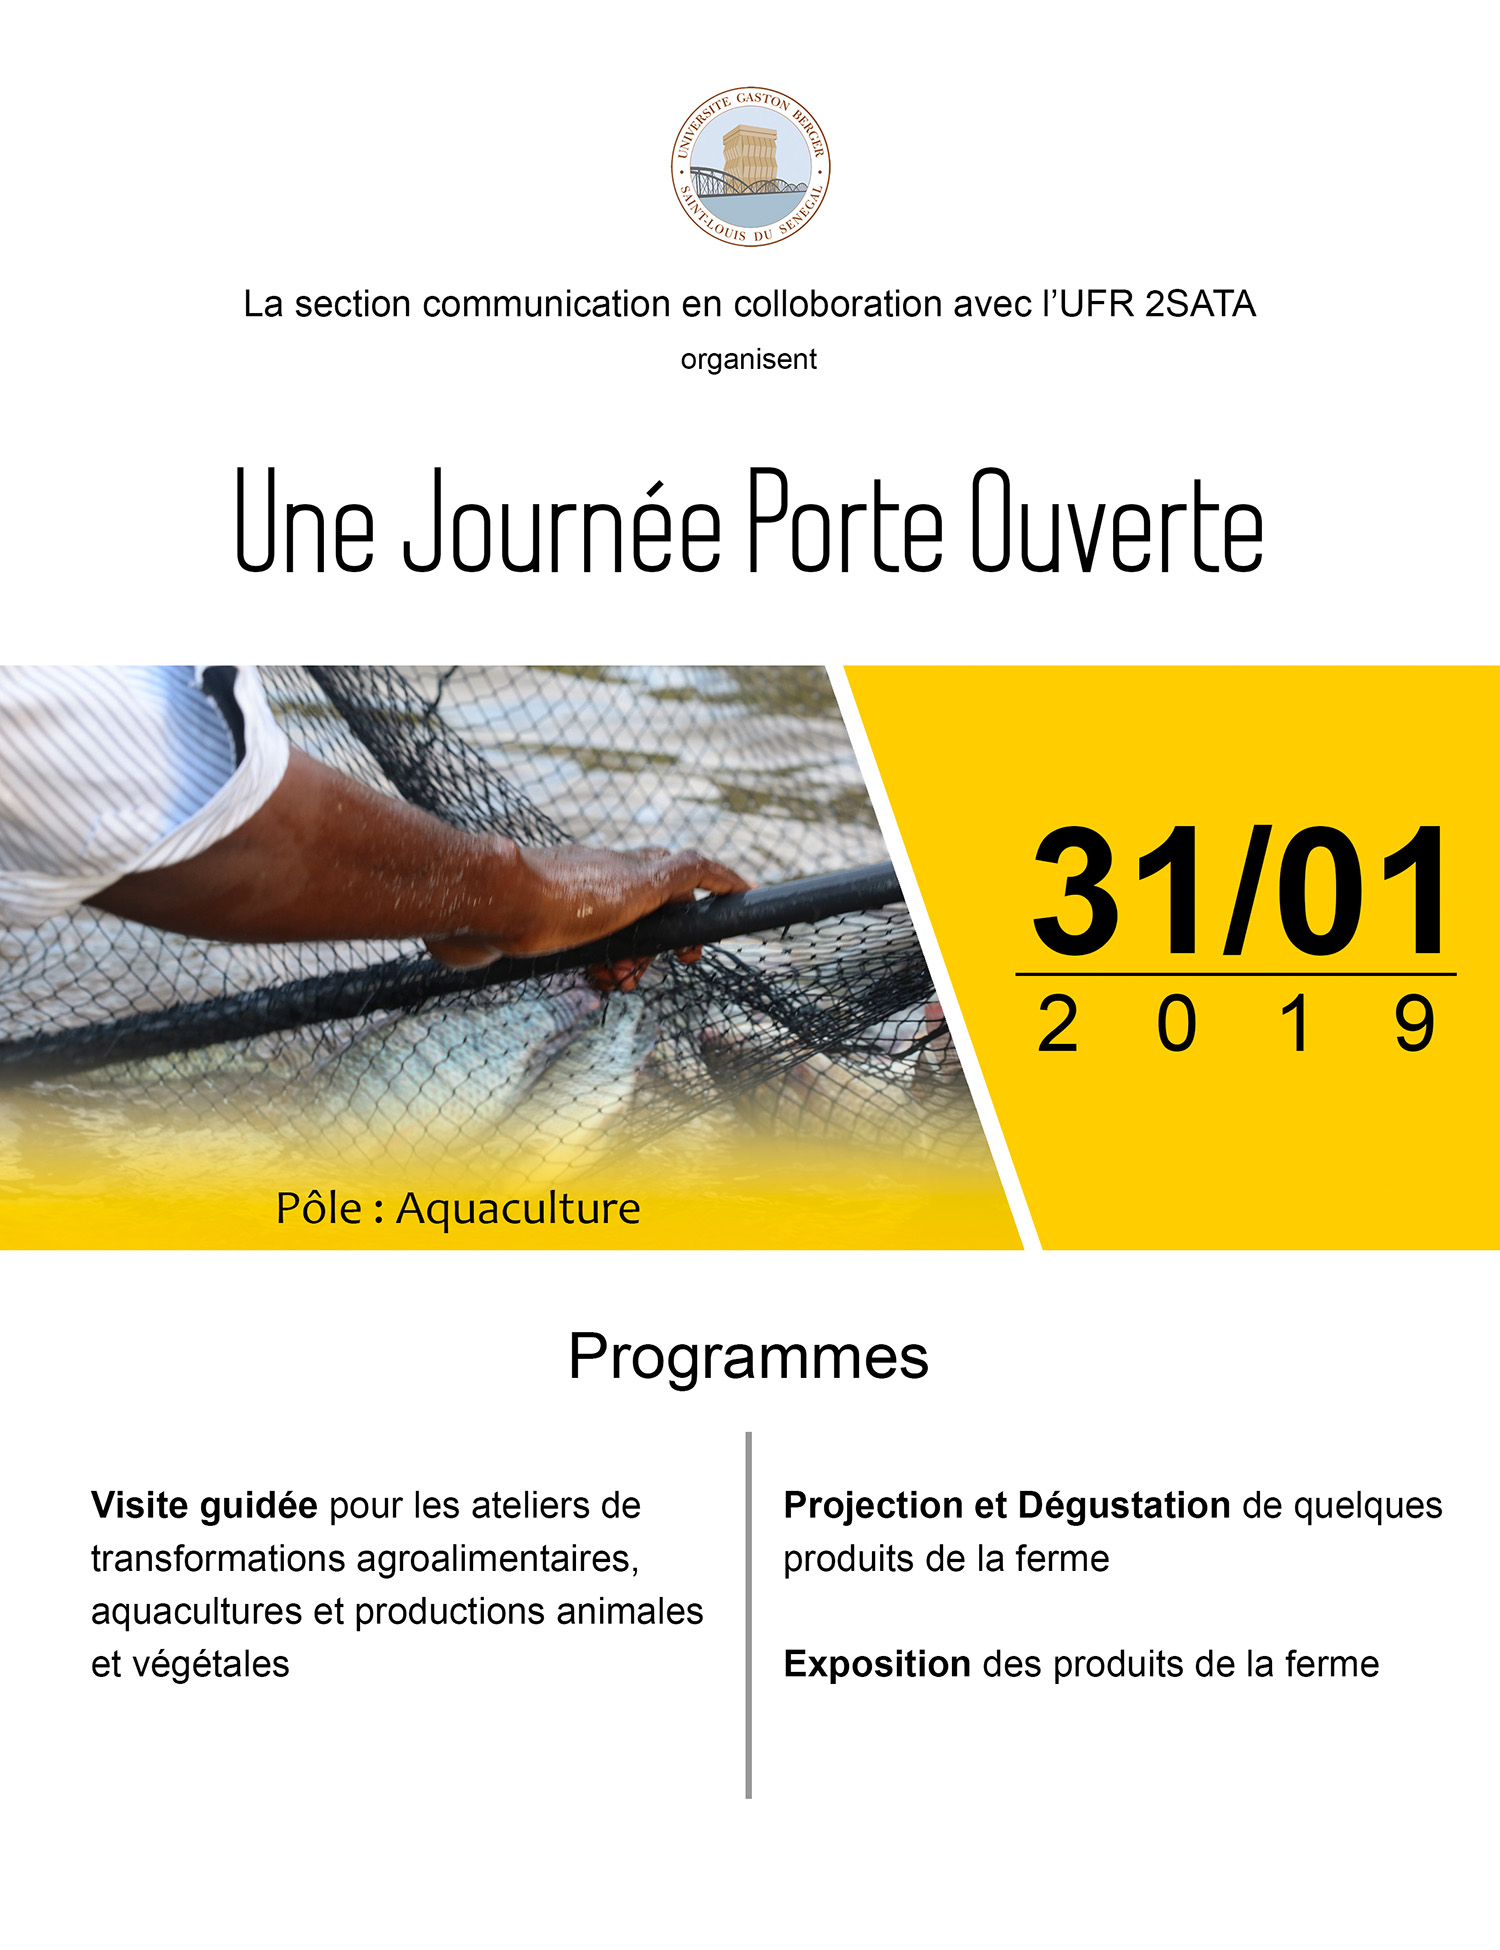 UNIVERSITE GASTON BERGER
SAINT-LOUIS DU SENEGAL
La section communication en colloboration avec l’UFR 2SATA
organisent
Une Journée Porte Ouverte
31/01
2 0 1 9
Pôle : Aquaculture
Programmes
Visite guidée pour les ateliers de
transformations agroalimentaires,
aquacultures et productions animales
et végétales
Projection et Dégustation de quelques
produits de la ferme
Exposition des produits de la ferme